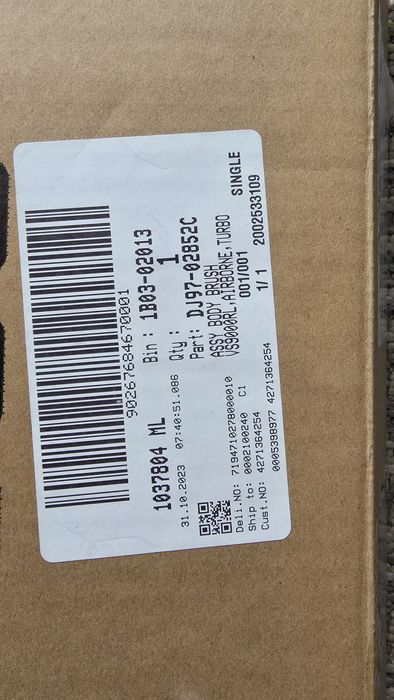 90267684670001
1037804 ML
Bin : 1B03-02013
31.10.2023 07:40:51.086
Qty : 1
Part: DJ97-02852C
ASSY BODY BRUSH
VS9000RL,AIRBORNE,TURBO
SINGLE
Deli.NO: 7194710278000010
001/001
Ship to: 0002100240 C1
Cust.NO: 4271364254
1/ 1
0005398977 4271364254
2002533109